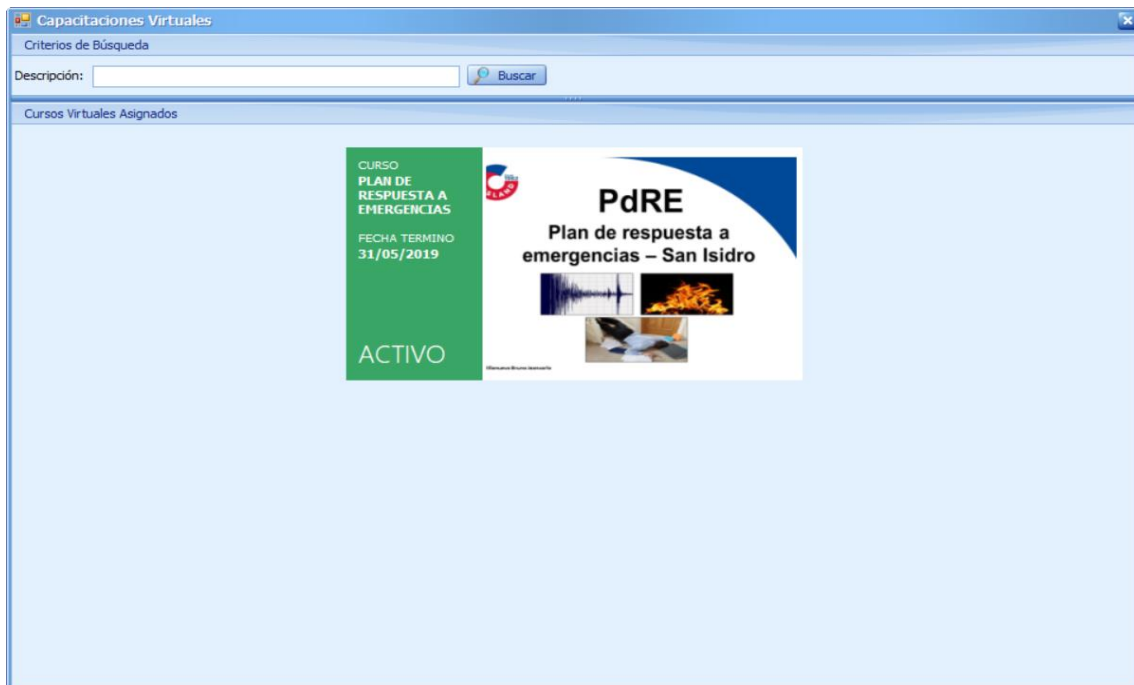 Capacitaciones Virtuales
Criterios de Búsqueda
Descripción:
Buscar
Cursos Virtuales Asignados
CURSO
PLAN DE
RESPUESTA A
EMERGENCIAS
FECHA TERMINO
31/05/2019
ACTIVO
PdRE
Plan de respuesta a
emergencias – San Isidro